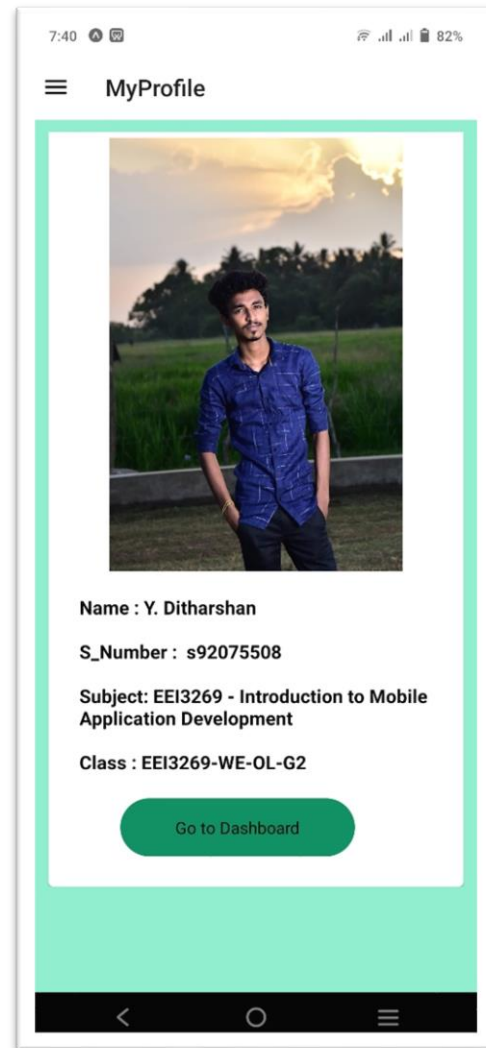 7:40 82%
MyProfile
Name : Y. Ditharshan
S_Number :  s92075508
Subject: EEI3269 - Introduction to Mobile
Application Development
Class : EEI3269-WE-OL-G2
Go to Dashboard